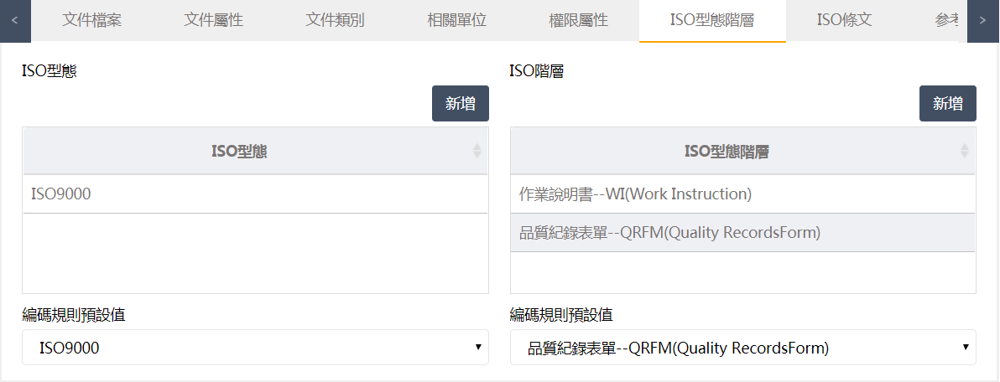 <
文件檔案
文件屬性
文件類別
相關單位
權限屬性
ISO型態階層
ISO條文
參
>
ISO型態
新增
ISO型態
ISO9000
編碼規則預設值
ISO9000
ISO階層
新增
ISO型態階層
作業說明書--WI(Work Instruction)
品質紀錄表單--QRFM(Quality RecordsForm)
編碼規則預設值
品質紀錄表單--QRFM(Quality RecordsForm)